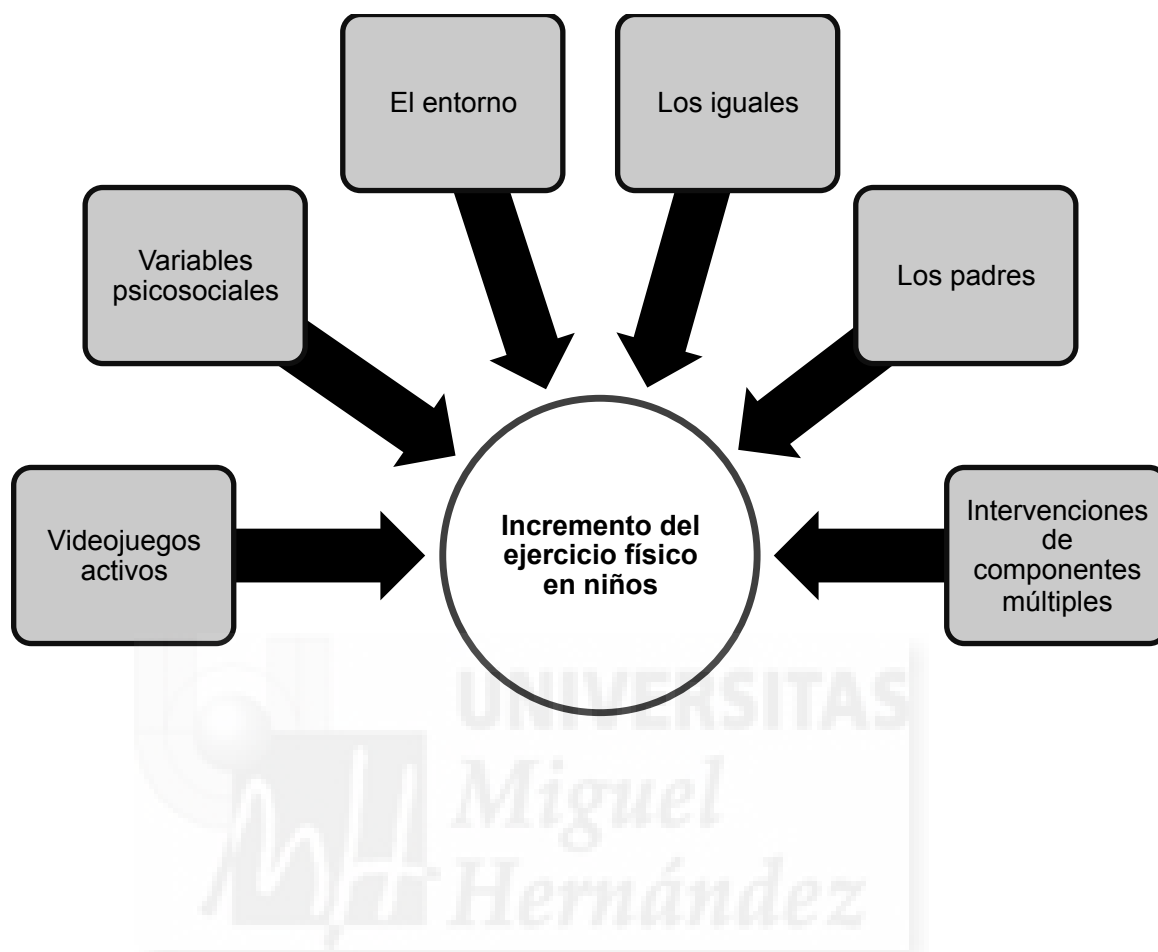 El entorno
Los iguales
Variables
psicosociales
Los padres
Videojuegos
activos
Incremento del
ejercicio físico
en niños
Intervenciones
de
componentes
múltiples
UNIVERSITAS
Miguel
Hernández